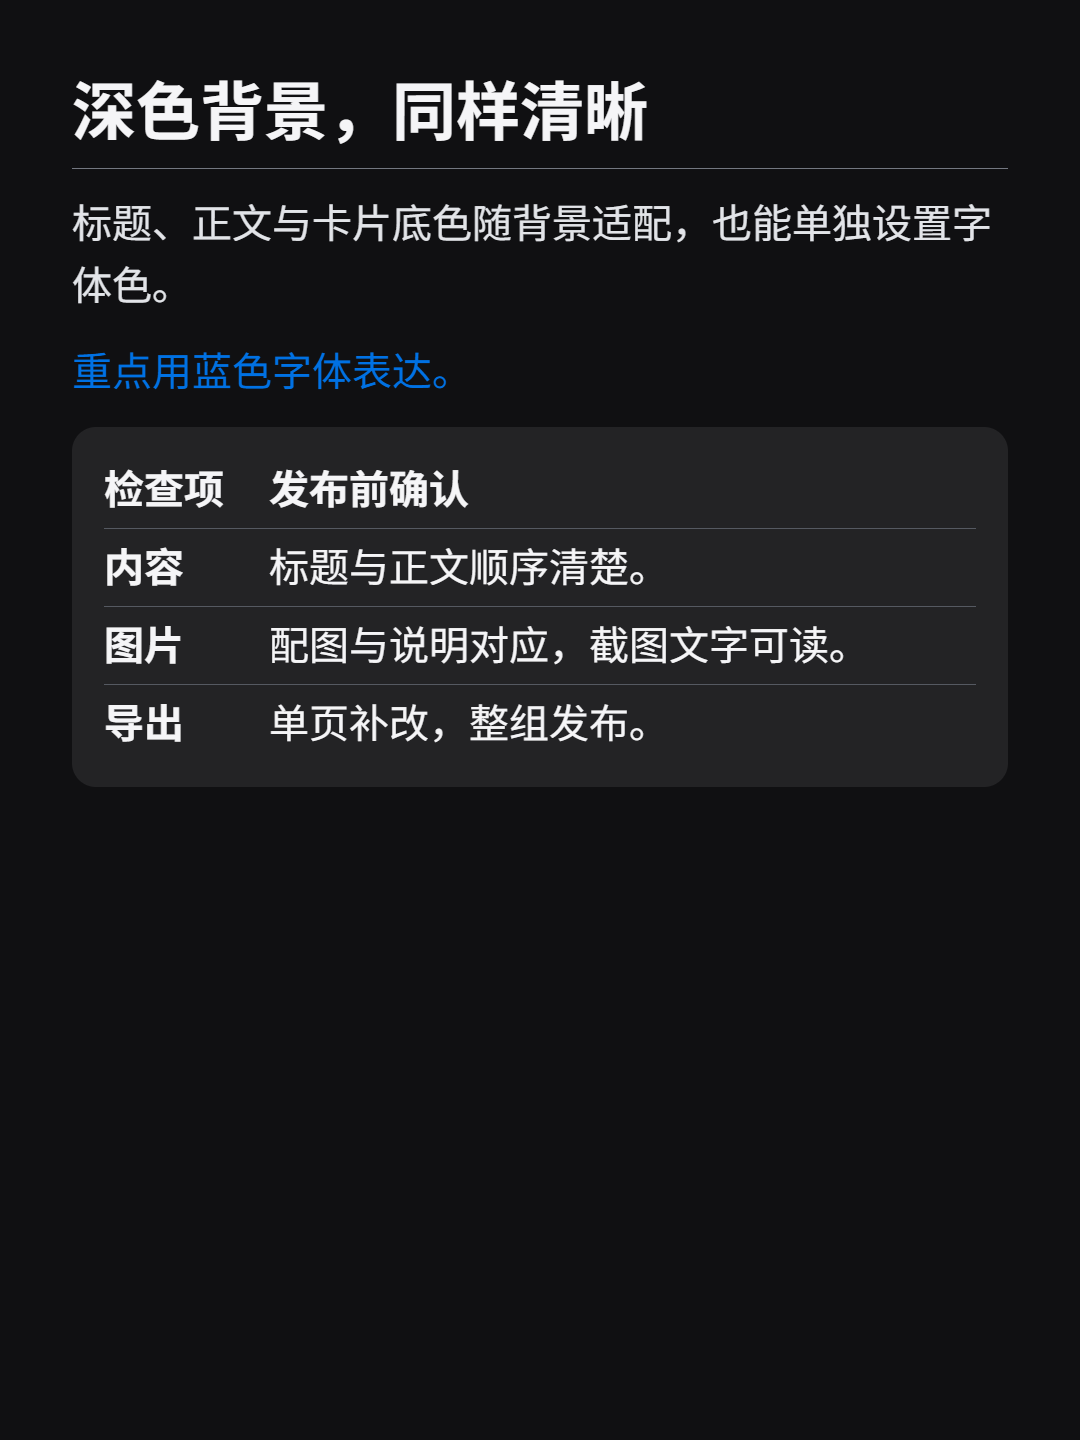 深色背景，同样清晰
标题、正文与卡片底色随背景适配，也能单独设置字
体色。
重点用蓝色字体表达。
检查项 发布前确认
内容 标题与正文顺序清楚。
图片 配图与说明对应，截图文字可读。
导出 单页补改，整组发布。